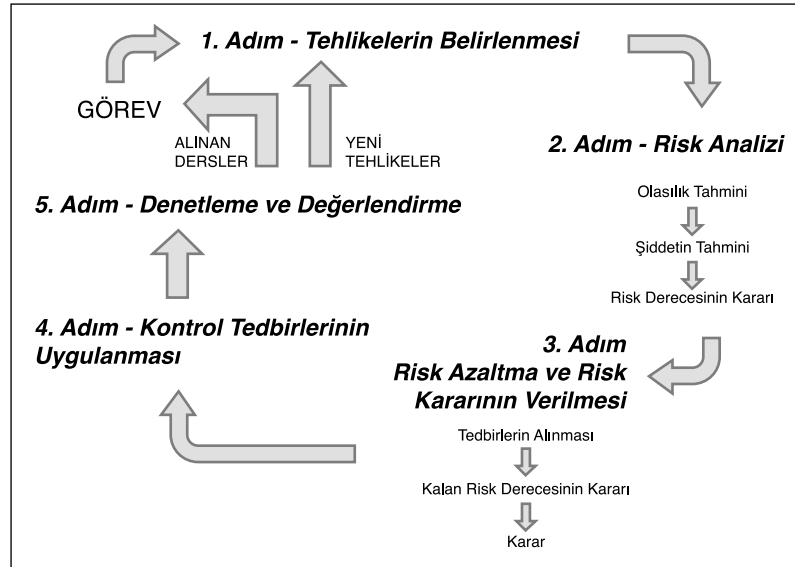 1. Adım - Tehlikelerin Belirlenmesi
GÖREV
ALINAN
DERSLER
YENİ
TEHLİKELER
2. Adım - Risk Analizi
Olasılık Tahmini
Şiddetin Tahmini
Risk Derecesinin Kararı
3. Adım
Risk Azaltma ve Risk
Kararının Verilmesi
Tedbirlerin Alınması
Kalan Risk Derecesinin Kararı
Karar
4. Adım - Kontrol Tedbirlerinin
Uygulanması
5. Adım - Denetleme ve Değerlendirme